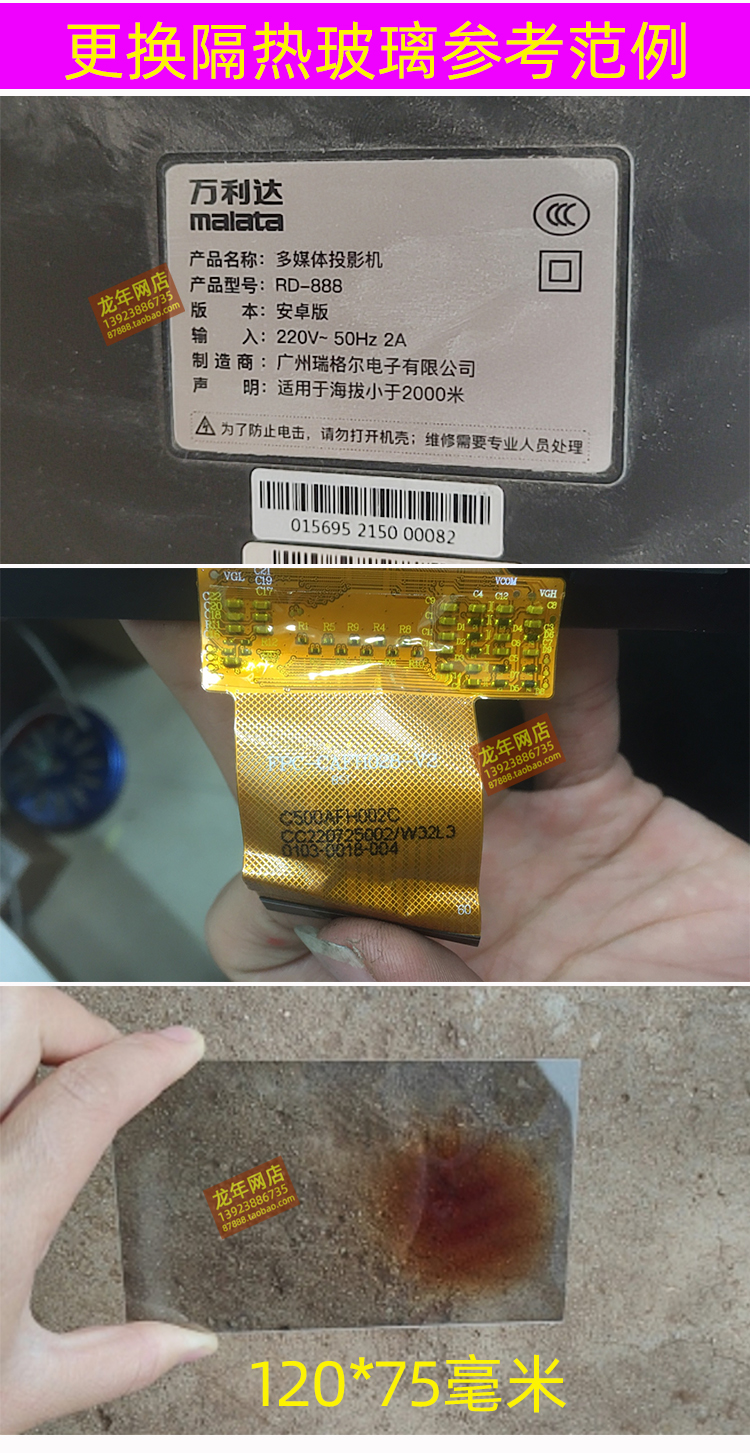 更换隔热玻璃参考范例
万利达
malata
产品名称：多媒体投影机
产品型号：RD-888
版 本：安卓版
输 入：220V~ 50Hz 2A
制造商：广州瑞格尔电子有限公司
声 明：适用于海拔小于2000米
为了防止电击，请勿打开机壳；维修需要专业人员处理
015695 2150 00082
龙年网店
13923886735
87888.taobao.com
VGL
C21
C19
C17
VCOM
VGH
C4
C12
C8
R1 R5 R9 R4 R8
龙年网店
13923886735
87888.taobao.com
C500AFH002C
CC220725002/W32L3
0103-0018-004
60
龙年网店
13923886735
87888.taobao.com
120*75毫米